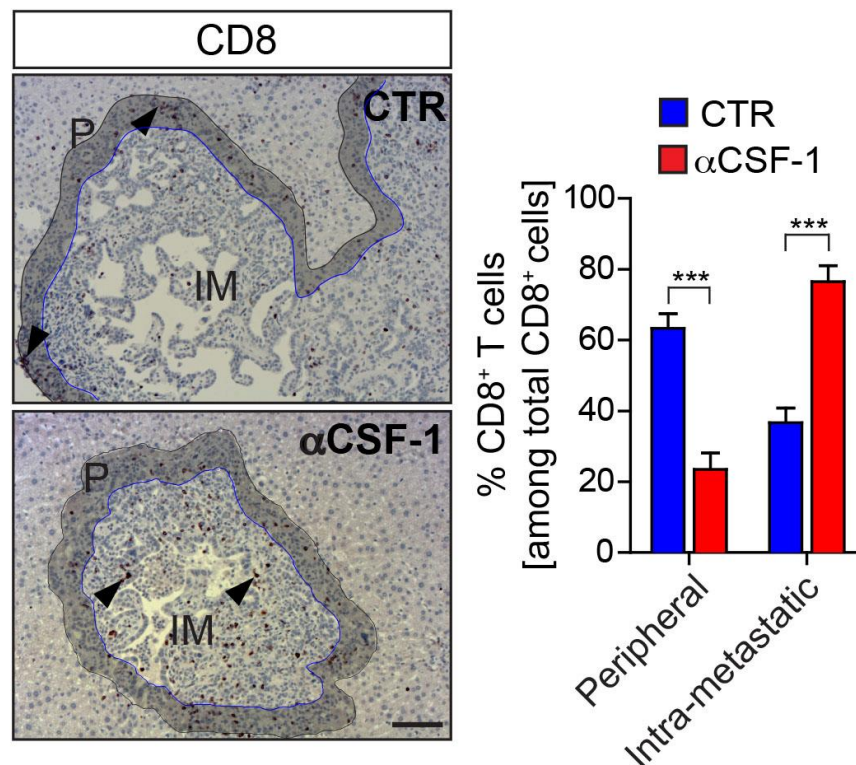 CD8
CTR
P
IM
αCSF-1
P
IM
CTR
αCSF-1
% CD8⁺ T cells
[among total CD8⁺ cells]
100
80
60
40
20
0
***
***
Peripheral
Intra-metastatic